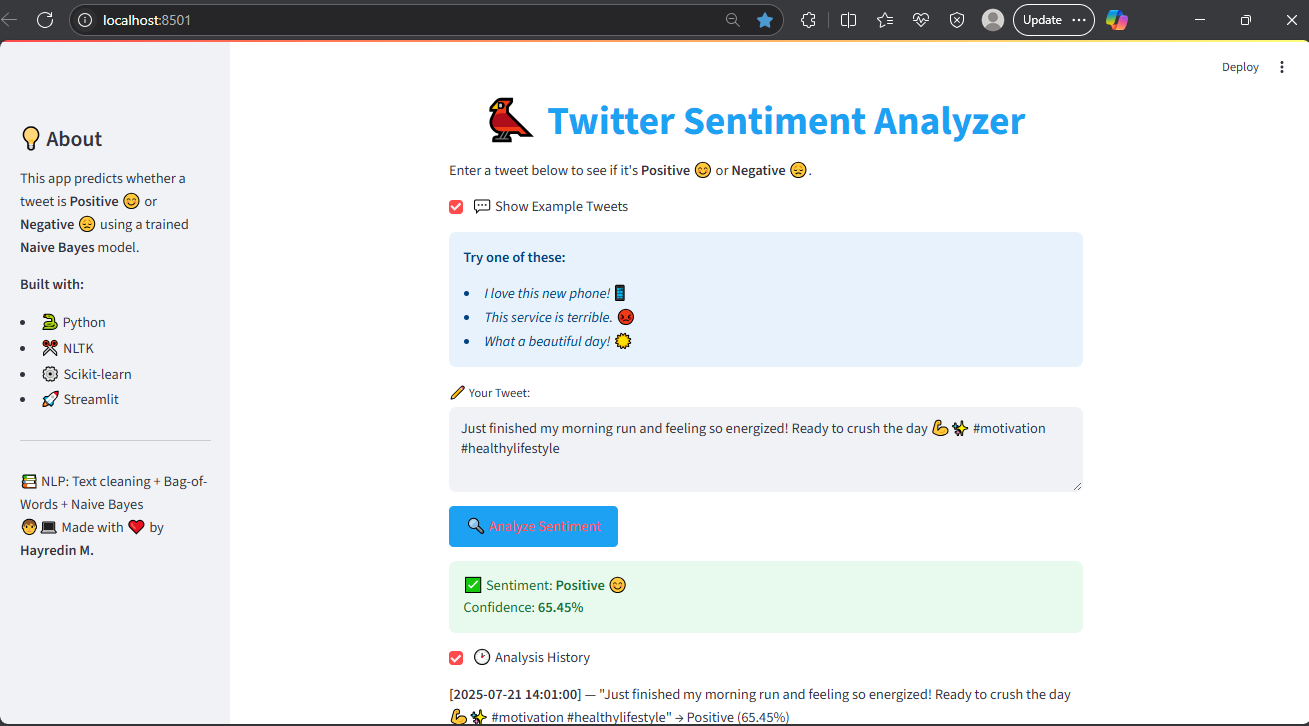 localhost:8501
Update
Deploy
Twitter Sentiment Analyzer
Enter a tweet below to see if it's Positive 😊 or Negative 😔.
💬 Show Example Tweets
Try one of these:
• I love this new phone! 📱
• This service is terrible. 😡
• What a beautiful day! 🌞
✏️ Your Tweet:
Just finished my morning run and feeling so energized! Ready to crush the day 💪✨ #motivation
#healthylifestyle
🔍 Analyze Sentiment
✅ Sentiment: Positive 😊
Confidence: 65.45%
🕑 Analysis History
[2025-07-21 14:01:00] — "Just finished my morning run and feeling so energized! Ready to crush the day
💪✨ #motivation #healthylifestyle" → Positive (65.45%)
💡 About
This app predicts whether a
tweet is Positive 😊 or
Negative 😔 using a trained
Naive Bayes model.
Built with:
• 🐍 Python
• ✂️ NLTK
• ⚙️ Scikit-learn
• 🚀 Streamlit
📚 NLP: Text cleaning + Bag-of-
Words + Naive Bayes
🧑💻 Made with ❤️ by
Hayredin M.